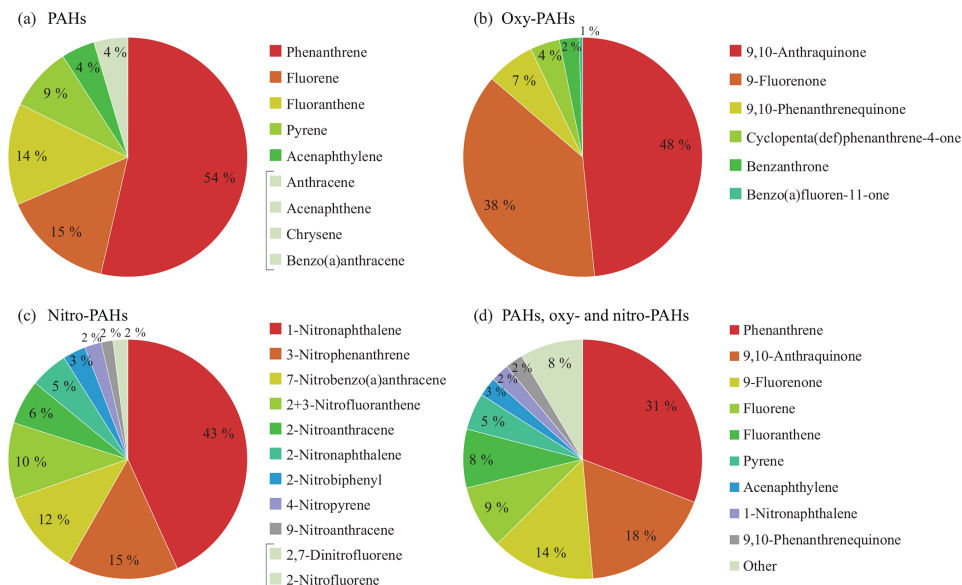 (a) PAHs
4 %
4 %
9 %
14 %
15 %
54 %
Phenanthrene
Fluorene
Fluoranthene
Pyrene
Acenaphthylene
Anthracene
Acenaphthene
Chrysene
Benzo(a)anthracene
(b) Oxy-PAHs
1 %
2 %
4 %
7 %
38 %
48 %
9,10-Anthraquinone
9-Fluorenone
9,10-Phenanthrenequinone
Cyclopenta(def)phenanthrene-4-one
Benzanthrone
Benzo(a)fluoren-11-one
(c) Nitro-PAHs
2 %
2 %
2 %
3 %
5 %
6 %
10 %
12 %
15 %
43 %
1-Nitronaphthalene
3-Nitrophenanthrene
7-Nitrobenzo(a)anthracene
2+3-Nitrofluoranthene
2-Nitroanthracene
2-Nitronaphthalene
2-Nitrobiphenyl
4-Nitropyrene
9-Nitroanthracene
2,7-Dinitrofluorene
2-Nitrofluorene
(d) PAHs, oxy- and nitro-PAHs
8 %
2 %
2 %
3 %
5 %
8 %
9 %
14 %
18 %
31 %
Phenanthrene
9,10-Anthraquinone
9-Fluorenone
Fluorene
Fluoranthene
Pyrene
Acenaphthylene
1-Nitronaphthalene
9,10-Phenanthrenequinone
Other